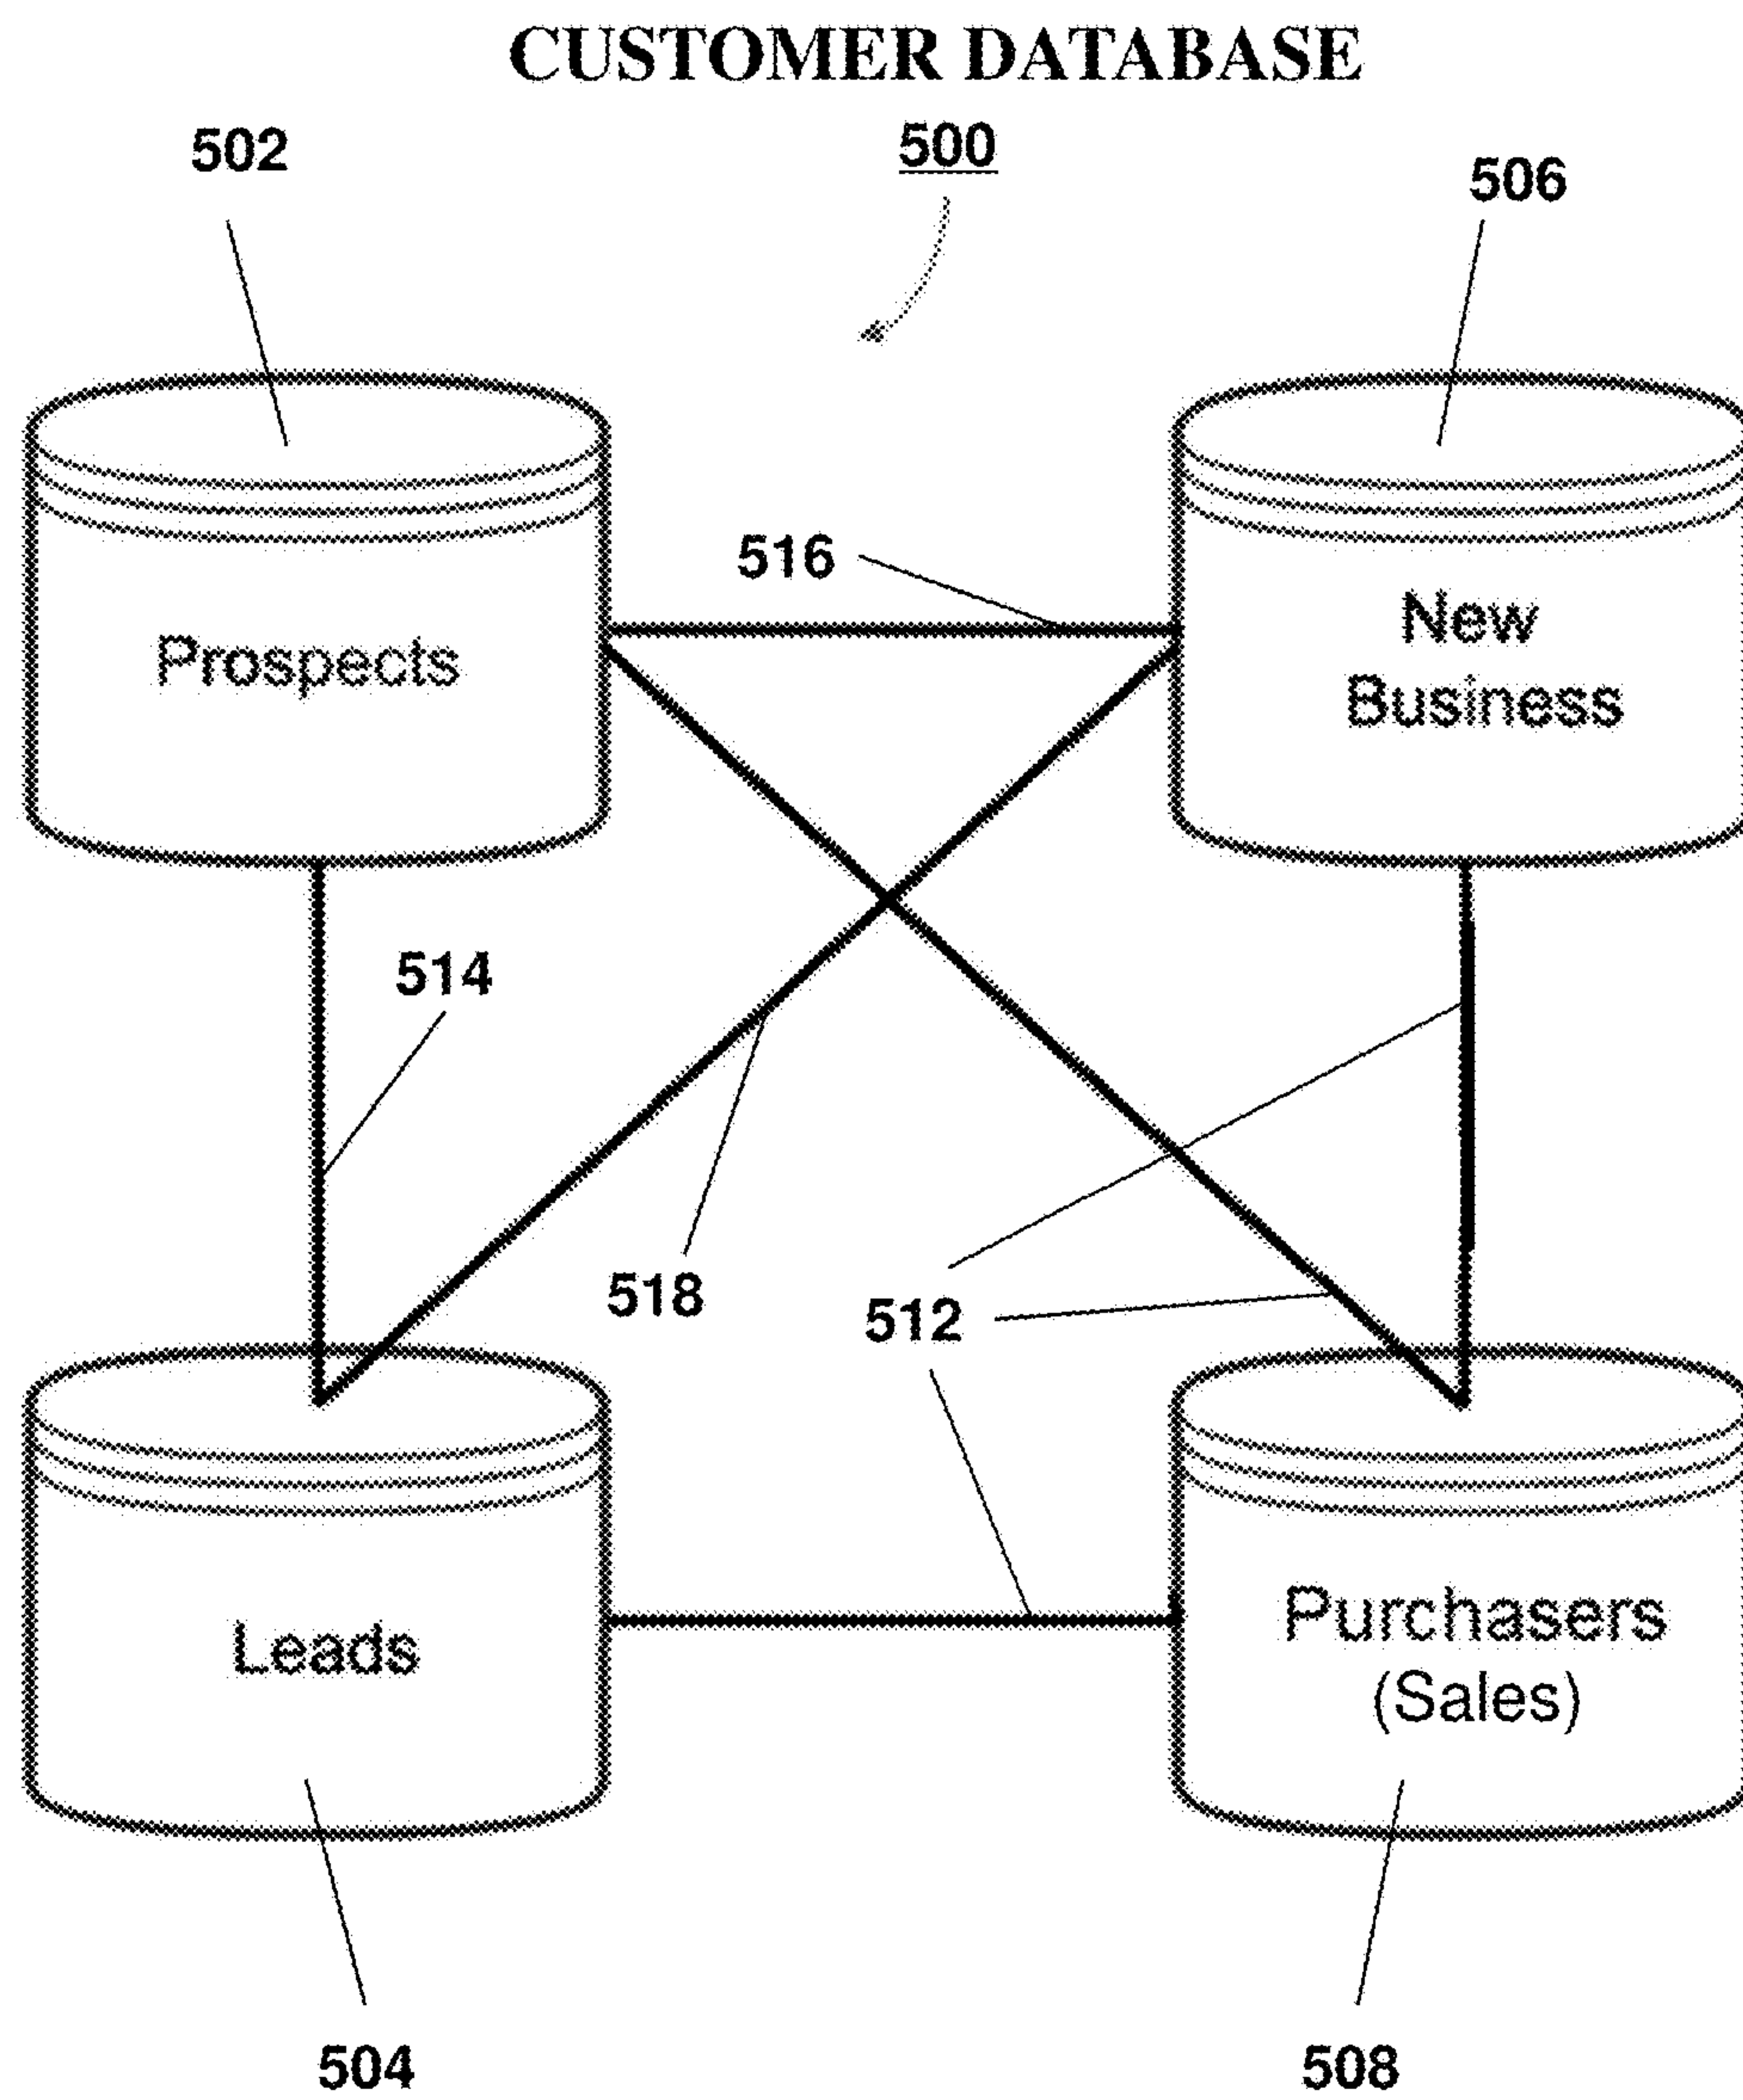 CUSTOMER DATABASE
500
502
506
516
Prospects
New
Business
514
518
512
Leads
Purchasers
(Sales)
504
508